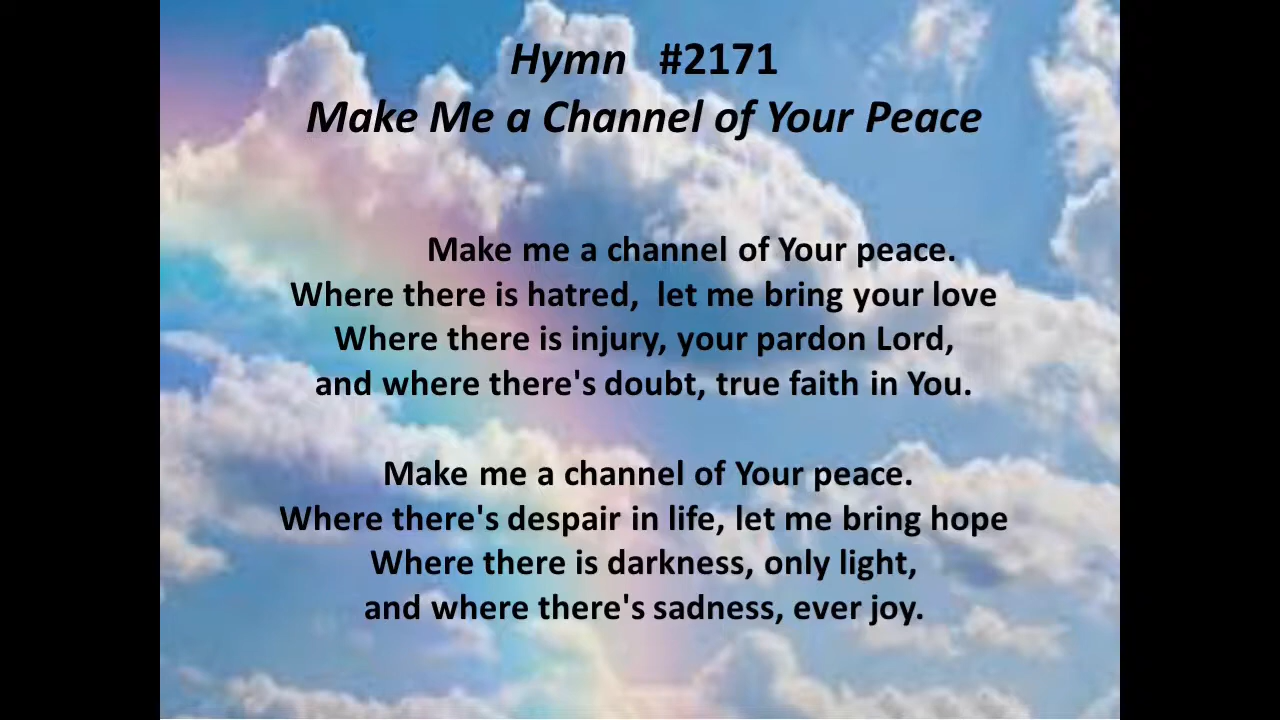 Hymn #2171
Make Me a Channel of Your Peace
Make me a channel of Your peace.
Where there is hatred, let me bring your love
Where there is injury, your pardon Lord,
and where there's doubt, true faith in You.
Make me a channel of Your peace.
Where there's despair in life, let me bring hope
Where there is darkness, only light,
and where there's sadness, ever joy.